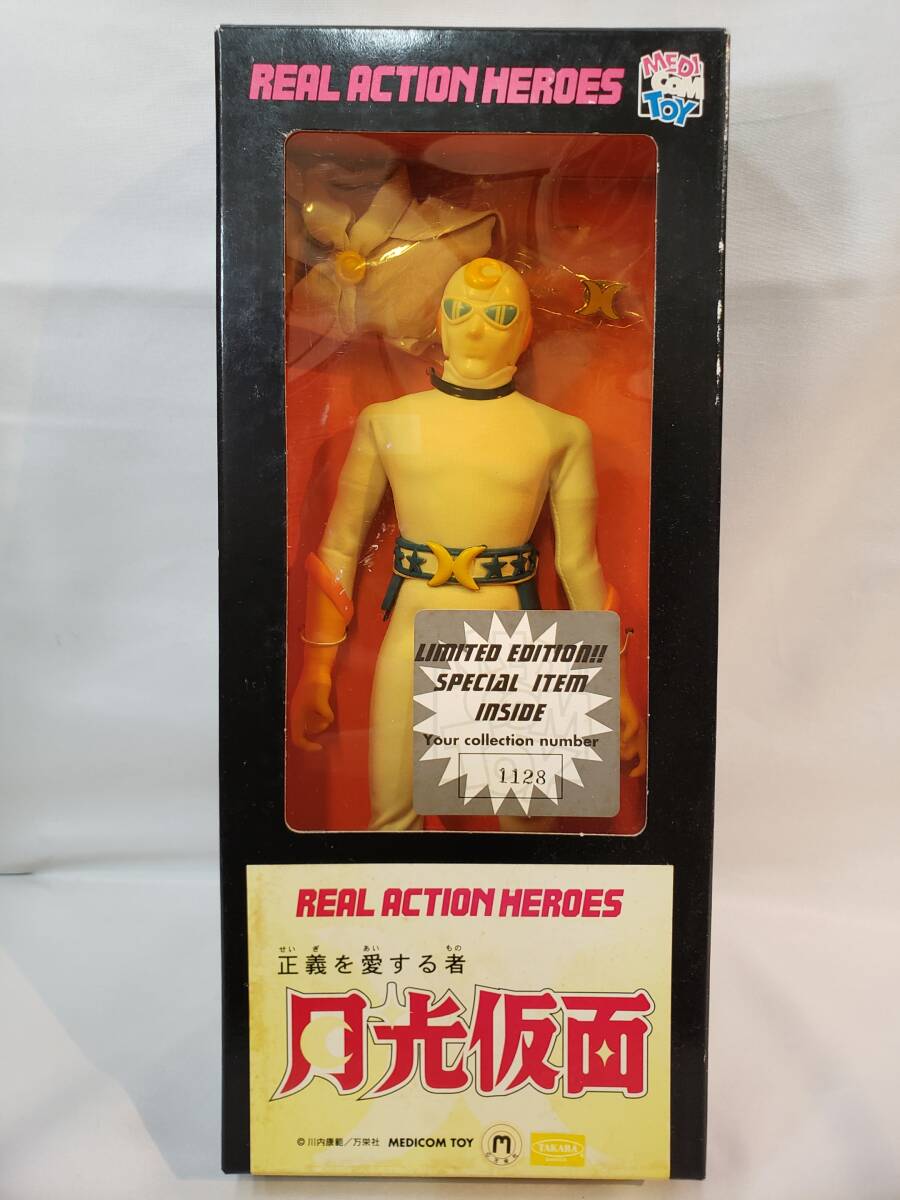 REAL ACTION HEROES
MEDI
COM
TOY
LIMITED EDITION!!
SPECIAL ITEM
INSIDE
Your collection number
1128
REAL ACTION HEROES
せいぎ あい もの
正義を愛する者
月光仮面
©川内康範/万栄社 MEDICOM TOY M TAKARA